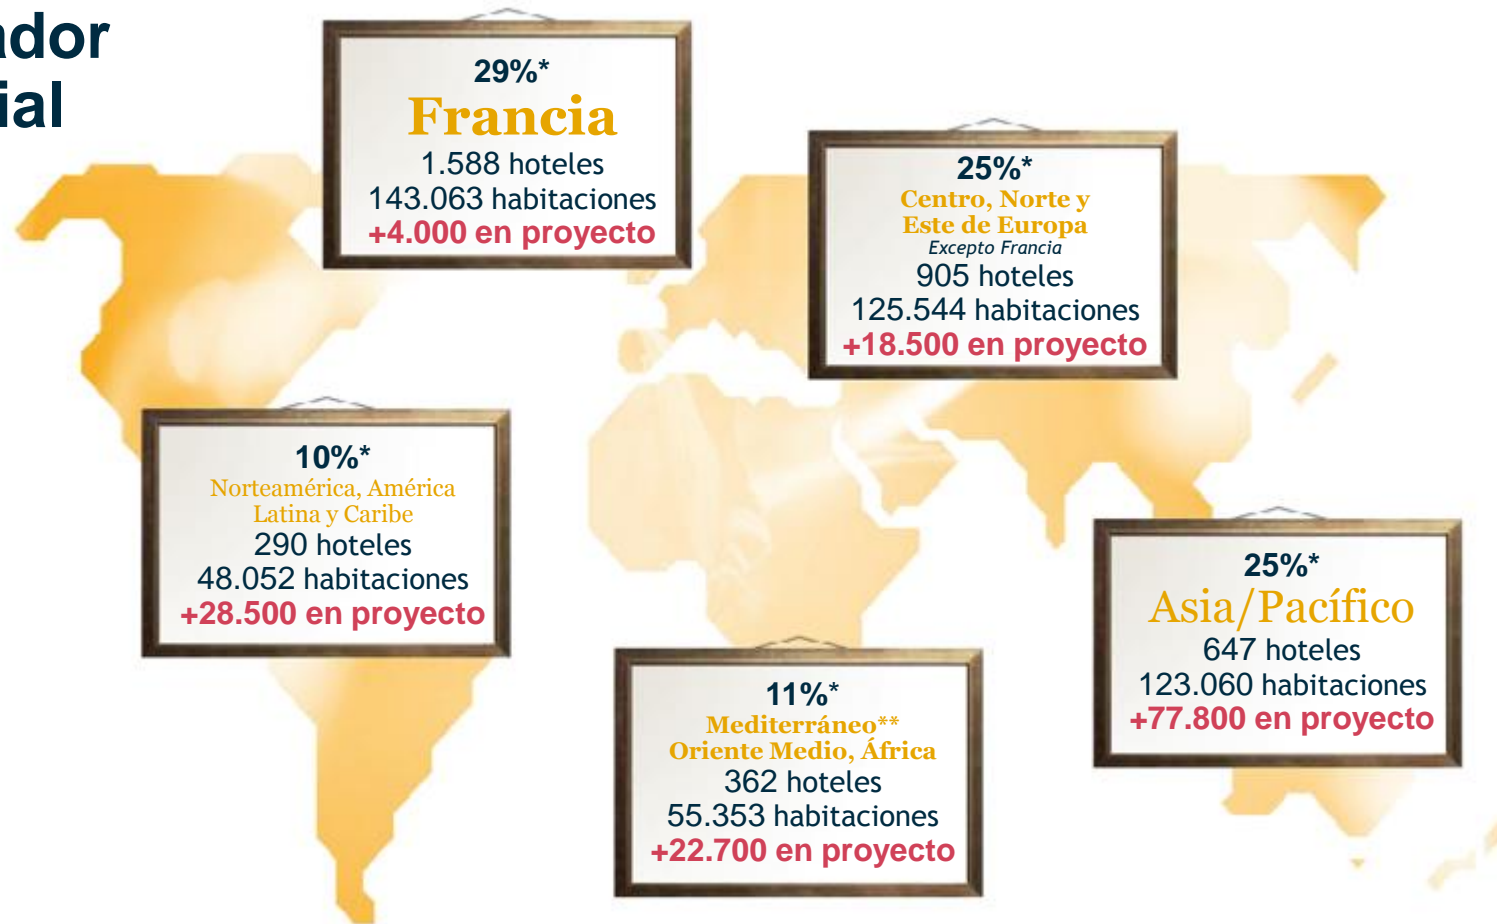 29%*
Francia
1.588 hoteles
143.063 habitaciones
+4.000 en proyecto
25%*
Centro, Norte y
Este de Europa
Excepto Francia
905 hoteles
125.544 habitaciones
+18.500 en proyecto
10%*
Norteamérica, América
Latina y Caribe
290 hoteles
48.052 habitaciones
+28.500 en proyecto
25%*
Asia/Pacífico
647 hoteles
123.060 habitaciones
+77.800 en proyecto
11%*
Mediterráneo**
Oriente Medio, África
362 hoteles
55.353 habitaciones
+22.700 en proyecto